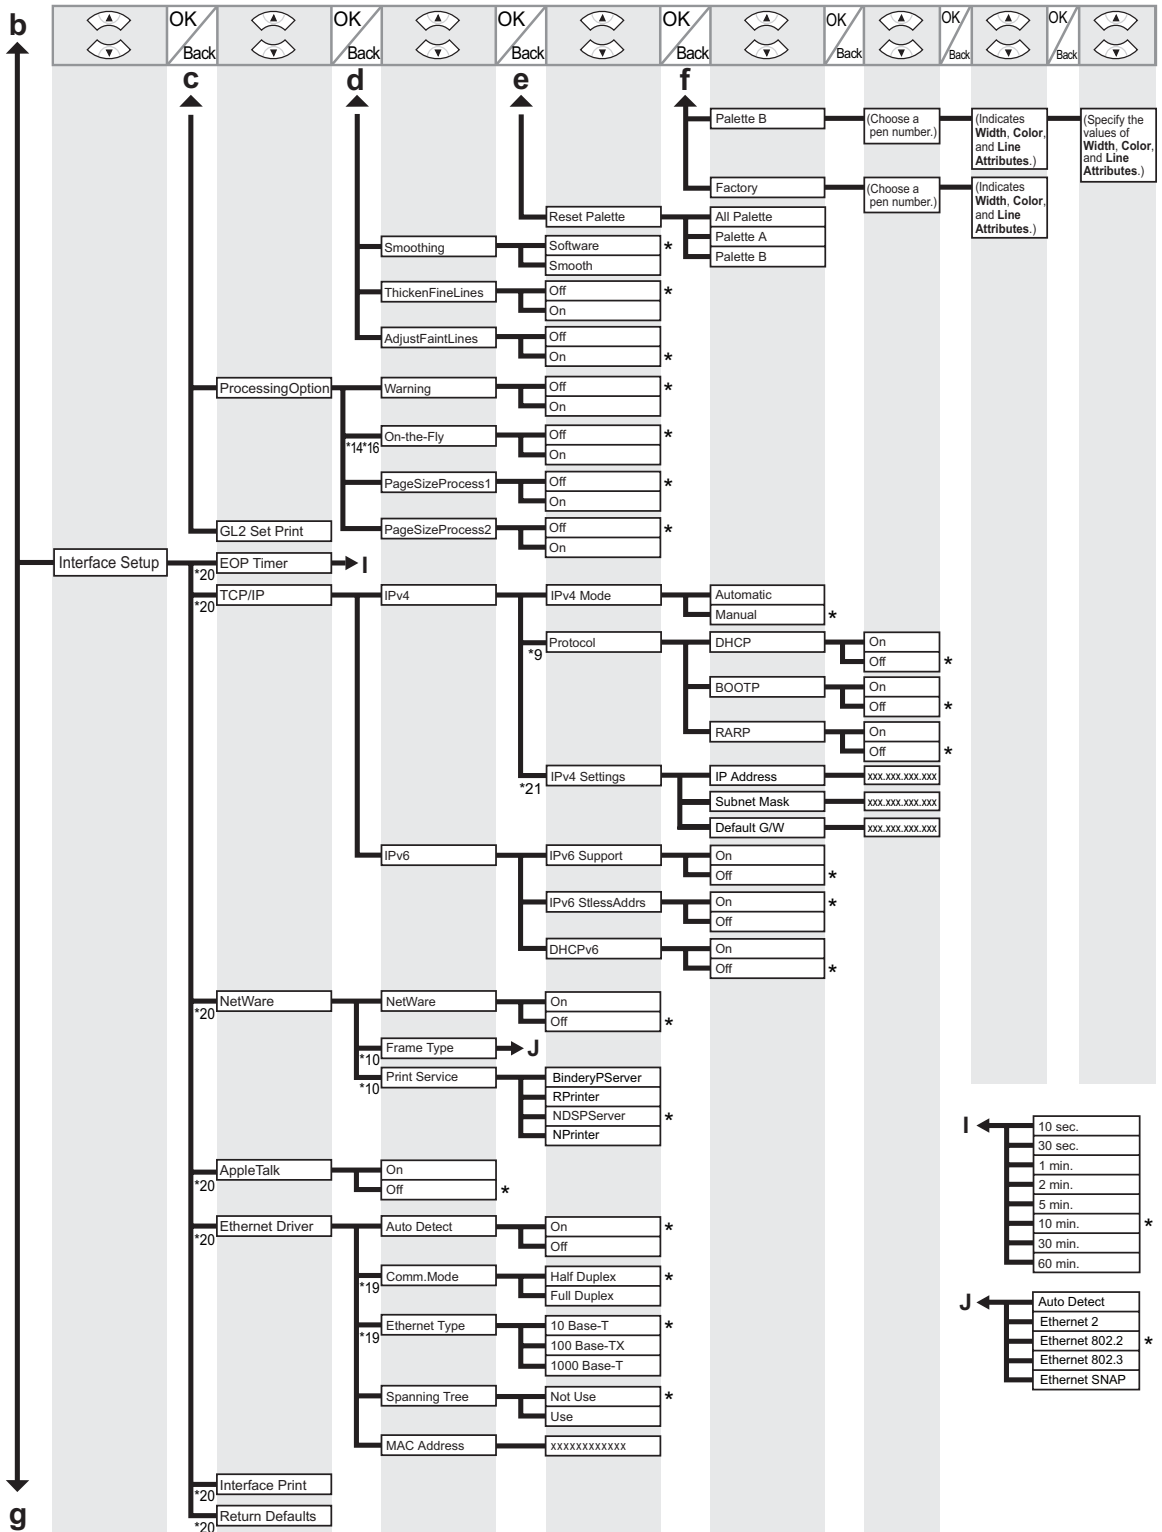 b
OK
Back
OK
Back
OK
Back
OK
Back
OK
Back
OK
Back
OK
Back
c
d
e
f
Palette B
(Choose a
pen number.)
(Indicates
Width, Color,
and Line
Attributes.)
(Specify the
values of
Width, Color,
and Line
Attributes.)
Factory
(Choose a
pen number.)
(Indicates
Width, Color,
and Line
Attributes.)
Reset Palette
All Palette
Palette A
Palette B
Smoothing
Software *
Smooth
ThickenFineLines
Off *
On
AdjustFaintLines
Off
On *
ProcessingOption
Warning
Off *
On
*14*16
On-the-Fly
Off *
On
PageSizeProcess1
Off *
On
PageSizeProcess2
Off *
On
GL2 Set Print
Interface Setup
*20
EOP Timer
I
*20
TCP/IP
IPv4
IPv4 Mode
Automatic
Manual *
*9
Protocol
DHCP
On
Off *
BOOTP
On
Off *
RARP
On
Off *
*21
IPv4 Settings
IP Address
xxx.xxx.xxx.xxx
Subnet Mask
xxx.xxx.xxx.xxx
Default G/W
xxx.xxx.xxx.xxx
IPv6
IPv6 Support
On
Off *
IPv6 StlessAddrs
On *
Off
DHCPv6
On
Off *
*20
NetWare
NetWare
On
Off *
*10
Frame Type
J
*10
Print Service
BinderyPServer
RPrinter
NDSPServer *
NPrinter
*20
AppleTalk
On
Off *
*20
Ethernet Driver
Auto Detect
On *
Off
*19
Comm.Mode
Half Duplex *
Full Duplex
*19
Ethernet Type
10 Base-T *
100 Base-TX
1000 Base-T
Spanning Tree
Not Use *
Use
MAC Address
xxxxxxxxxxxx
*20
Interface Print
*20
Return Defaults
g
I
10 sec.
30 sec.
1 min.
2 min.
5 min.
10 min. *
30 min.
60 min.
J
Auto Detect
Ethernet 2
Ethernet 802.2 *
Ethernet 802.3
Ethernet SNAP